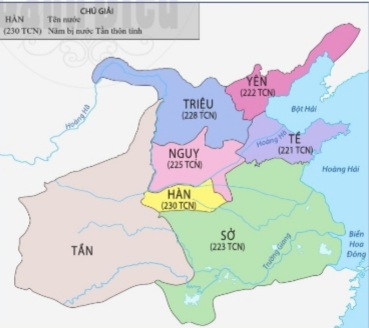 CHÚ GIẢI
HÀN Tên nước
(230 TCN) Năm bị nước Tần thôn tính
YÊN
(222 TCN)
TRIỆU
(228 TCN)
Bột Hải
Hoàng Hà
Hoàng Hà
TỀ
(221 TCN)
NGỤY
(225 TCN)
Hoàng Hải
HÀN
(230 TCN)
TẦN
SỞ
(223 TCN)
Trường Giang
Biển
Hoa
Đông